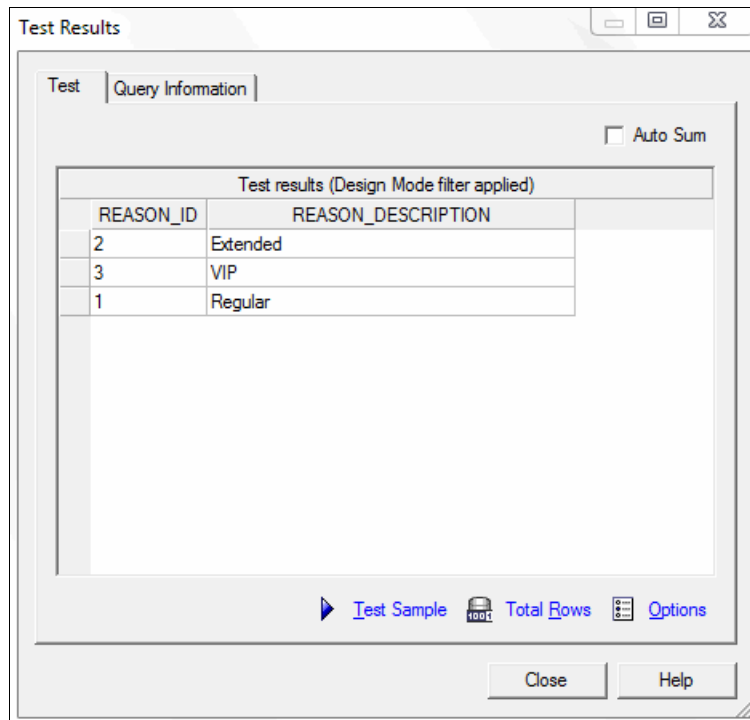 Test Results
Test Query Information
Auto Sum
Test results (Design Mode filter applied)
REASON_ID REASON_DESCRIPTION
2 Extended
3 VIP
1 Regular
1001 Test Sample Total Rows Options
Close Help